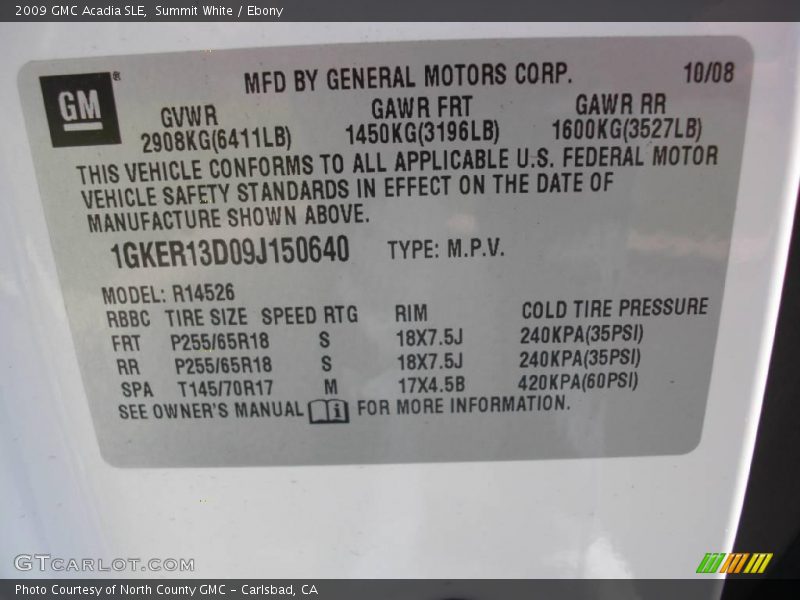 2009 GMC Acadia SLE, Summit White / Ebony
GM ®
MFD BY GENERAL MOTORS CORP. 10/08
GVWR GAWR FRT GAWR RR
2908KG(6411LB) 1450KG(3196LB) 1600KG(3527LB)
THIS VEHICLE CONFORMS TO ALL APPLICABLE U.S. FEDERAL MOTOR
VEHICLE SAFETY STANDARDS IN EFFECT ON THE DATE OF
MANUFACTURE SHOWN ABOVE.
1GKER13D09J150640 TYPE: M.P.V.
MODEL: R14526
RBBC TIRE SIZE SPEED RTG RIM COLD TIRE PRESSURE
FRT P255/65R18 S 18X7.5J 240KPA(35PSI)
RR P255/65R18 S 18X7.5J 240KPA(35PSI)
SPA T145/70R17 M 17X4.5B 420KPA(60PSI)
SEE OWNER'S MANUAL i FOR MORE INFORMATION.
GTCARLOT.COM
Photo Courtesy of North County GMC - Carlsbad, CA